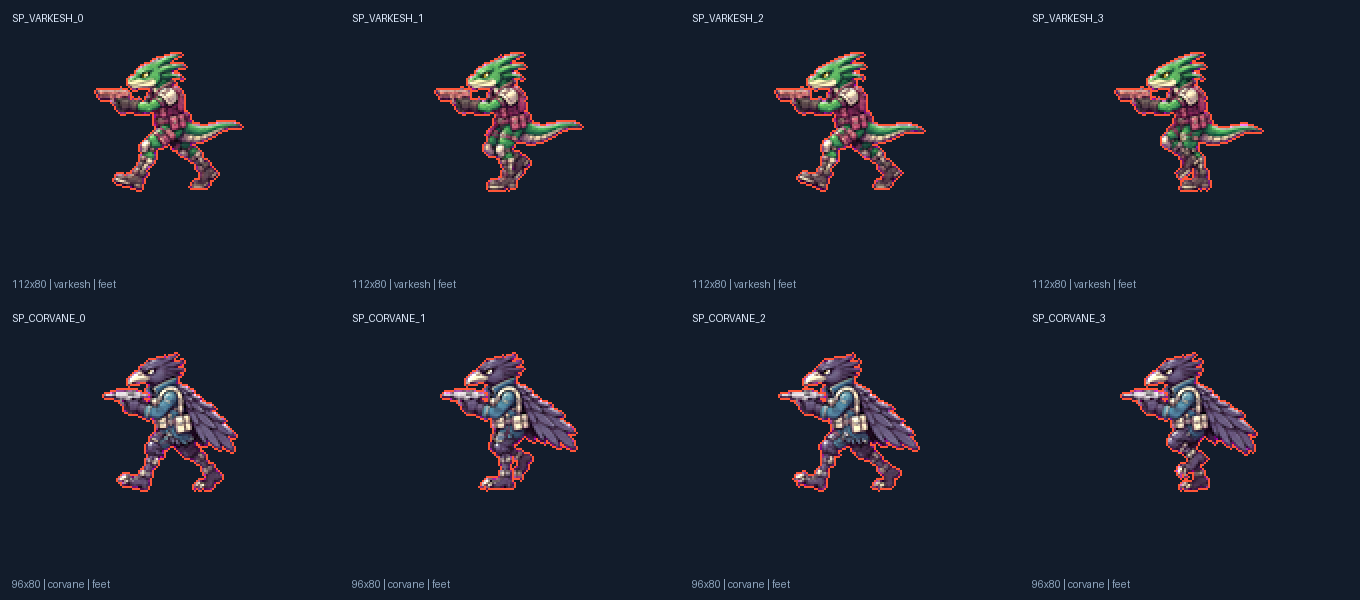 SP_VARKESH_0
SP_VARKESH_1
SP_VARKESH_2
SP_VARKESH_3
112x80 | varkesh | feet
112x80 | varkesh | feet
112x80 | varkesh | feet
112x80 | varkesh | feet
SP_CORVANE_0
SP_CORVANE_1
SP_CORVANE_2
SP_CORVANE_3
96x80 | corvane | feet
96x80 | corvane | feet
96x80 | corvane | feet
96x80 | corvane | feet